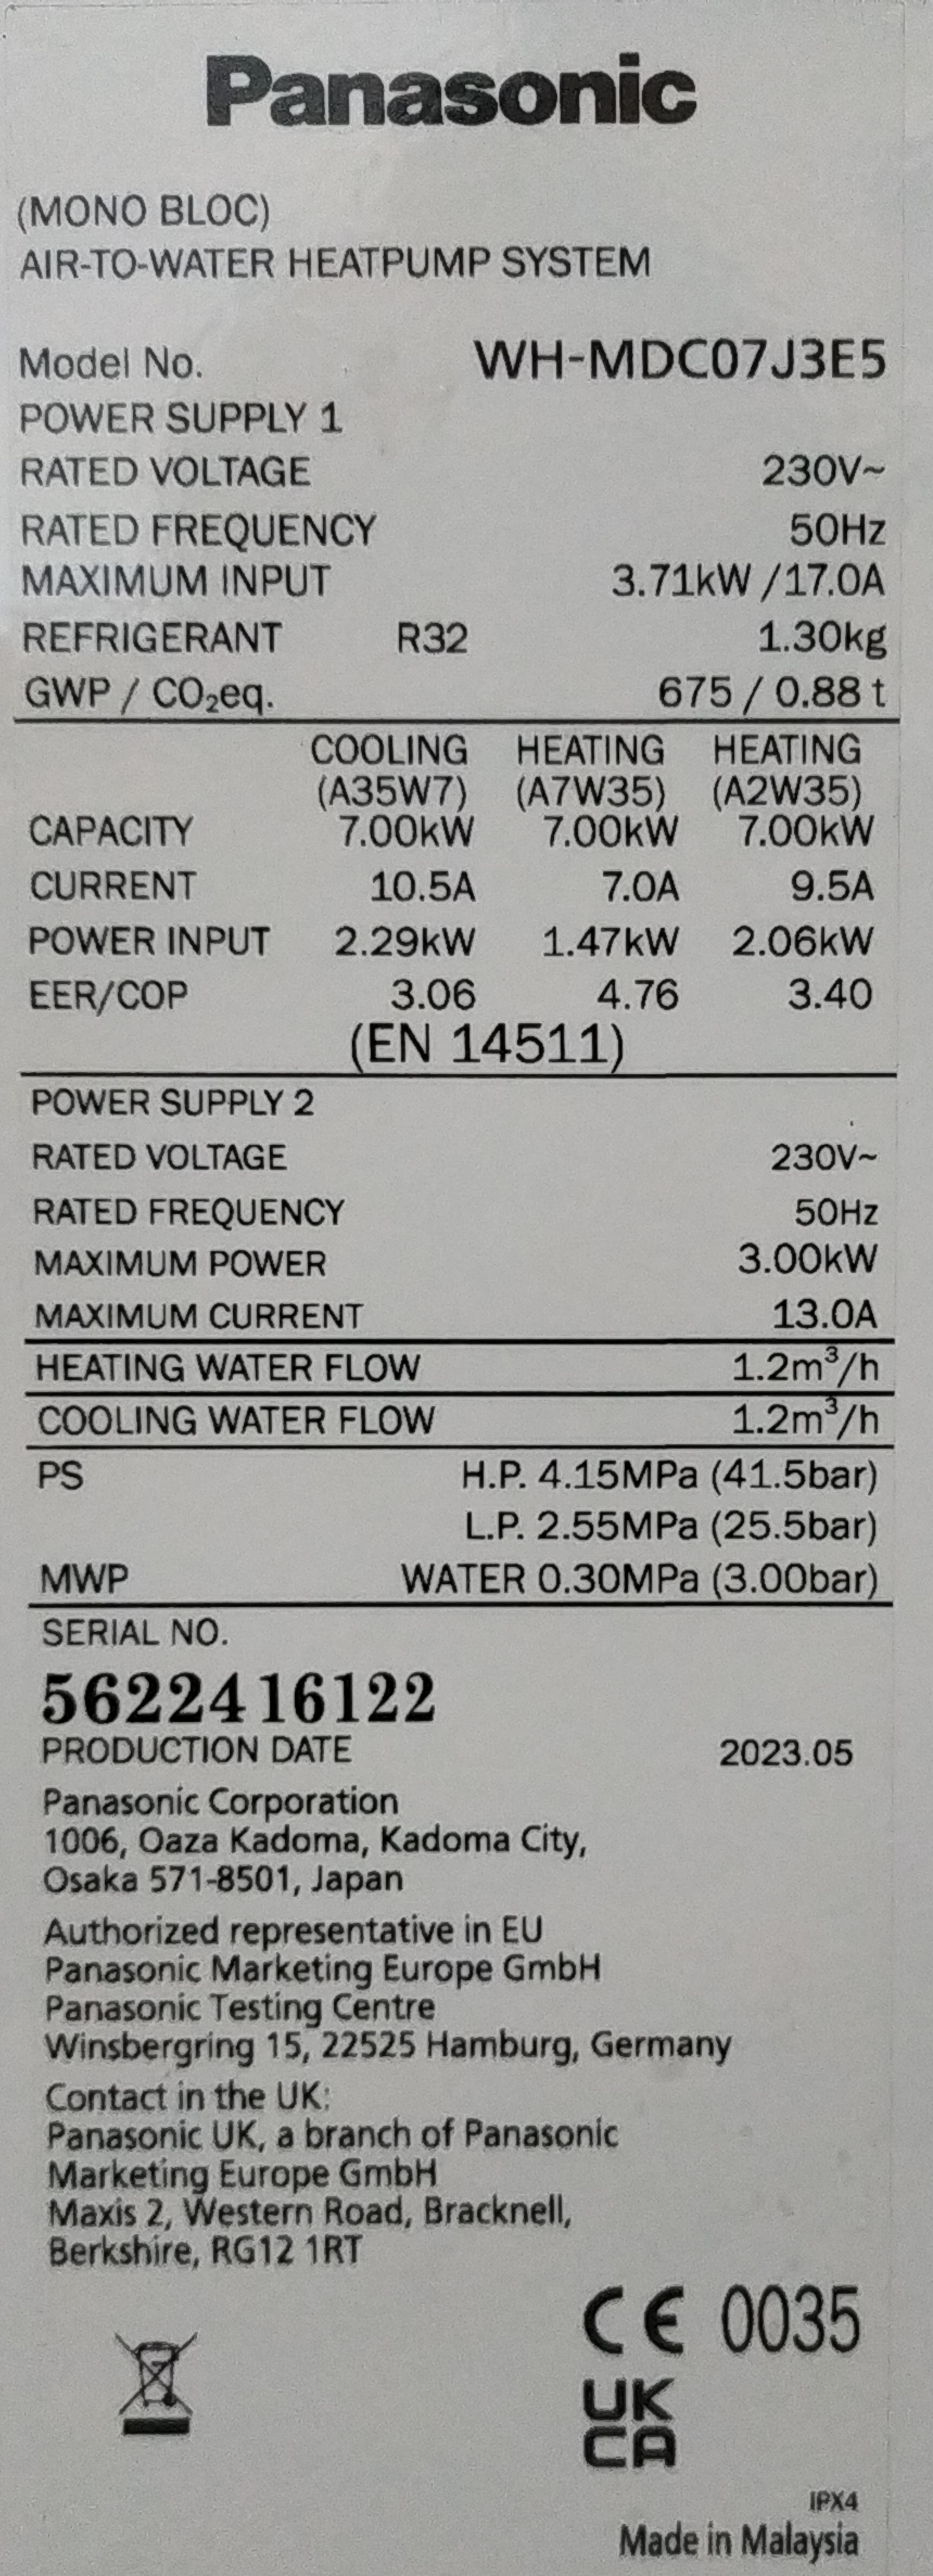 Panasonic
(MONO BLOC)
AIR-TO-WATER HEATPUMP SYSTEM
Model No. WH-MDC07J3E5
POWER SUPPLY 1
RATED VOLTAGE 230V~
RATED FREQUENCY 50Hz
MAXIMUM INPUT 3.71kW /17.0A
REFRIGERANT R32 1.30kg
GWP / CO₂eq. 675 / 0.88 t
COOLING HEATING HEATING
(A35W7) (A7W35) (A2W35)
CAPACITY 7.00kW 7.00kW 7.00kW
CURRENT 10.5A 7.0A 9.5A
POWER INPUT 2.29kW 1.47kW 2.06kW
EER/COP 3.06 4.76 3.40
(EN 14511)
POWER SUPPLY 2
RATED VOLTAGE 230V~
RATED FREQUENCY 50Hz
MAXIMUM POWER 3.00kW
MAXIMUM CURRENT 13.0A
HEATING WATER FLOW 1.2m³/h
COOLING WATER FLOW 1.2m³/h
PS H.P. 4.15MPa (41.5bar)
L.P. 2.55MPa (25.5bar)
MWP WATER 0.30MPa (3.00bar)
SERIAL NO.
5622416122
PRODUCTION DATE 2023.05
Panasonic Corporation
1006, Oaza Kadoma, Kadoma City,
Osaka 571-8501, Japan
Authorized representative in EU
Panasonic Marketing Europe GmbH
Panasonic Testing Centre
Winsbergring 15, 22525 Hamburg, Germany
Contact in the UK:
Panasonic UK, a branch of Panasonic
Marketing Europe GmbH
Maxis 2, Western Road, Bracknell,
Berkshire, RG12 1RT
CE 0035
UK
CA
IPX4
Made in Malaysia